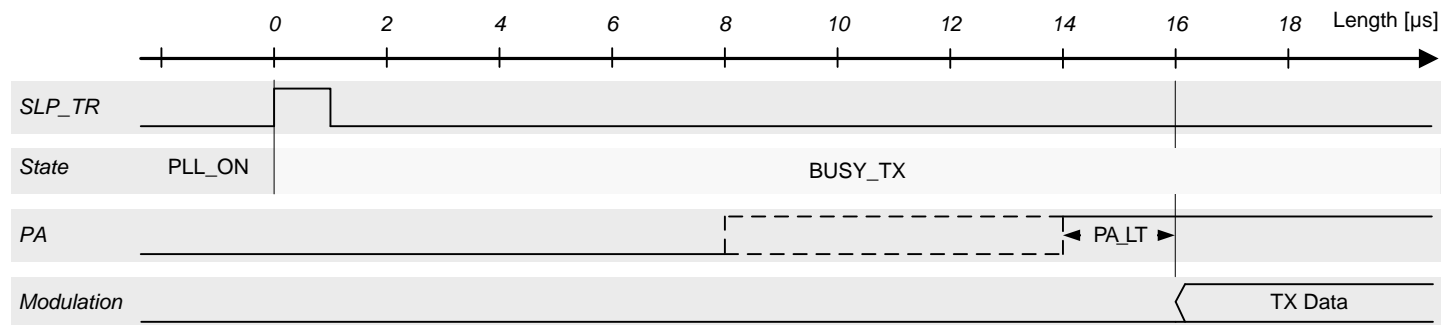 0 2 4 6 8 10 12 14 16 18 Length [µs]
SLP_TR
State PLL_ON BUSY_TX
PA PA_LT
Modulation TX Data